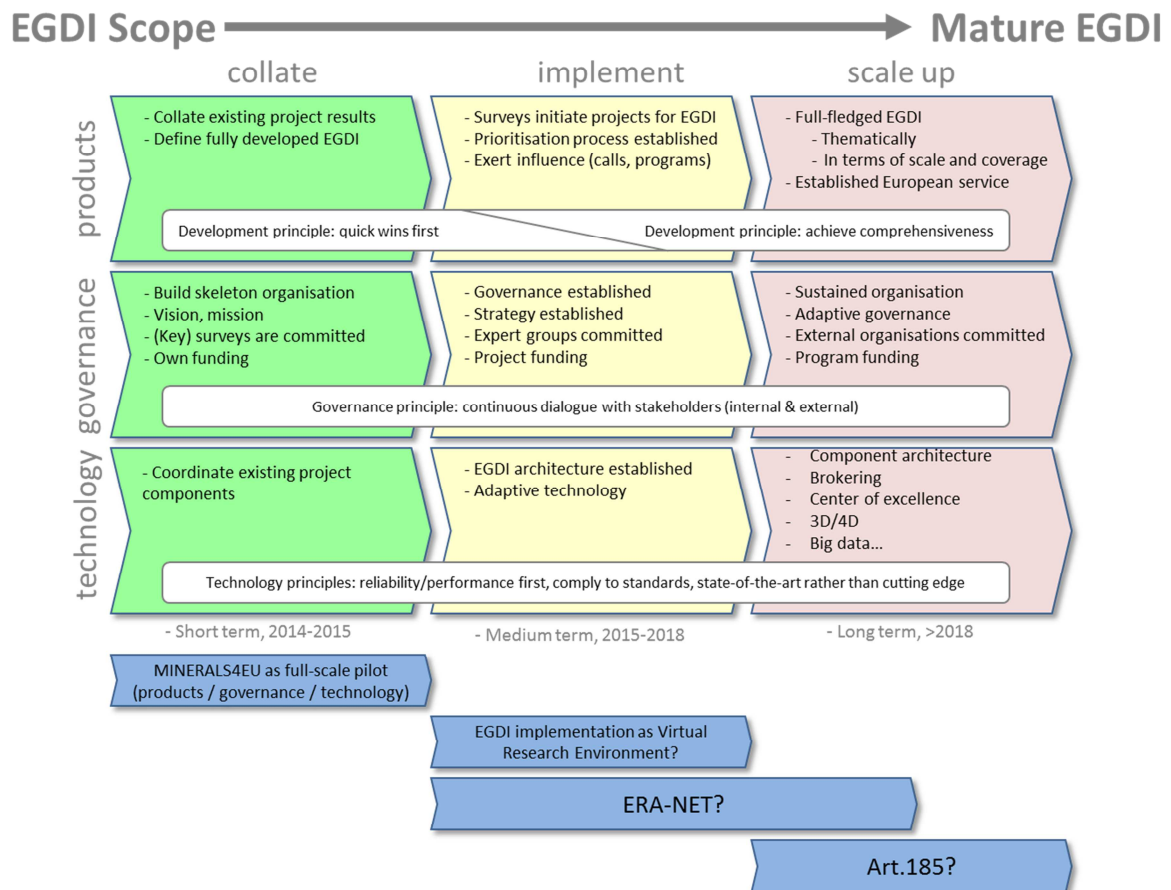 EGDI Scope
Mature EGDI
collate
implement
scale up
products
- Collate existing project results
- Define fully developed EGDI
- Surveys initiate projects for EGDI
- Prioritisation process established
- Exert influence (calls, programs)
- Full-fledged EGDI
- Thematically
- In terms of scale and coverage
- Established European service
Development principle: quick wins first
Development principle: achieve comprehensiveness
governance
- Build skeleton organisation
- Vision, mission
- (Key) surveys are committed
- Own funding
- Governance established
- Strategy established
- Expert groups committed
- Project funding
- Sustained organisation
- Adaptive governance
- External organisations committed
- Program funding
Governance principle: continuous dialogue with stakeholders (internal & external)
technology
- Coordinate existing project
components
- EGDI architecture established
- Adaptive technology
- Component architecture
- Brokering
- Center of excellence
- 3D/4D
- Big data...
Technology principles: reliability/performance first, comply to standards, state-of-the-art rather than cutting edge
- Short term, 2014-2015
- Medium term, 2015-2018
- Long term, >2018
MINERALS4EU as full-scale pilot
(products / governance / technology)
EGDI implementation as Virtual
Research Environment?
ERA-NET?
Art.185?